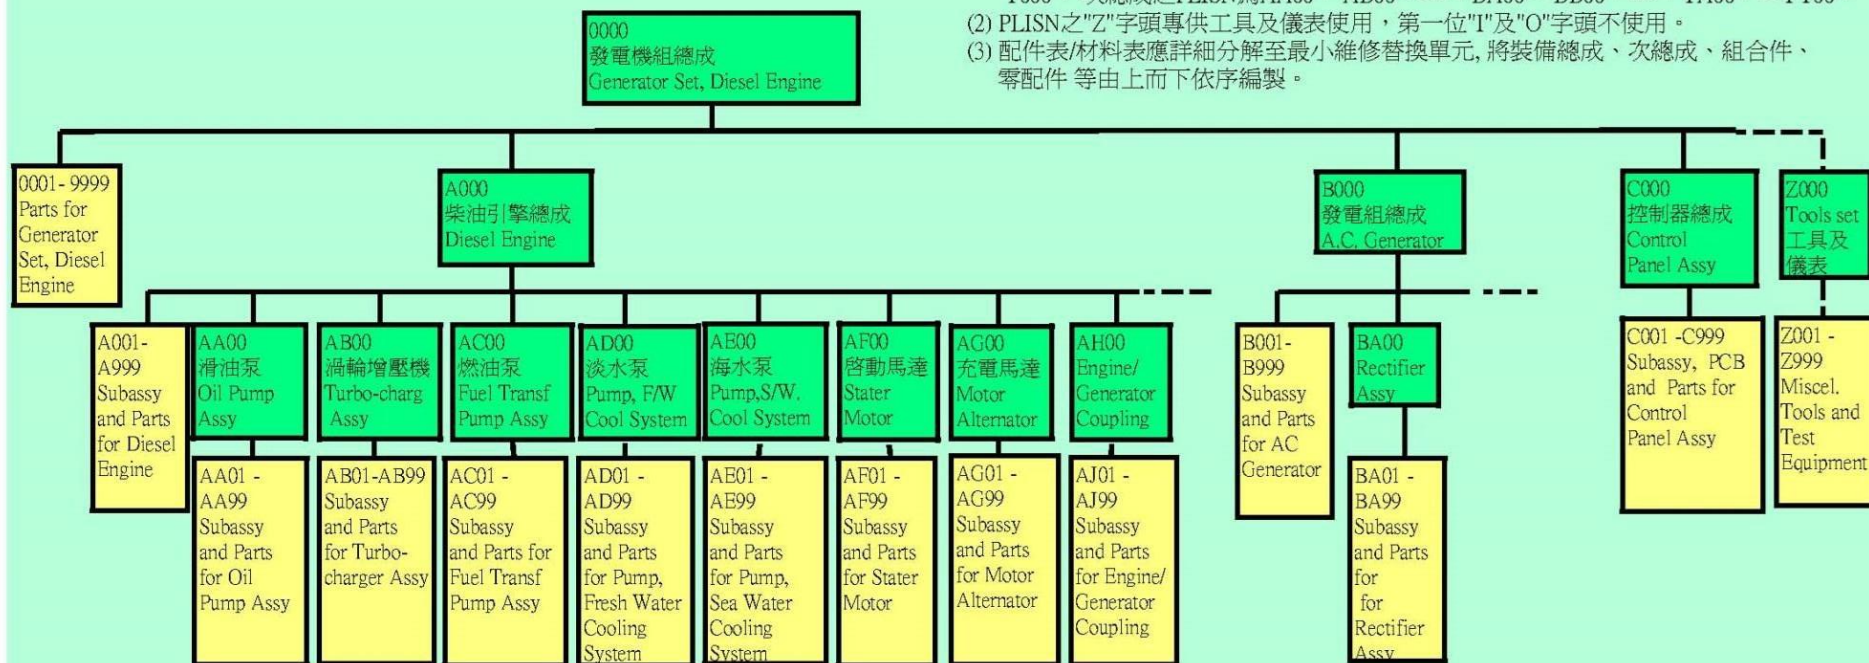 (2) PLISN之"Z"字頭專供工具及儀表使用，第一位"I"及"O"字頭不使用。
(3) 配件表/材料表應詳細分解至最小維修替換單元, 將裝備總成、次總成、組合件、
零配件 等由上而下依序編製。
0000
發電機組總成
Generator Set, Diesel Engine
0001- 9999
Parts for
Generator
Set, Diesel
Engine
A000
柴油引擎總成
Diesel Engine
B000
發電組總成
A.C. Generator
C000
控制器總成
Control
Panel Assy
Z000
Tools set
工具及
儀表
A001-
A999
Subassy
and Parts
for Diesel
Engine
AA00
滑油泵
Oil Pump
Assy
AB00
渦輪增壓機
Turbo-charg
Assy
AC00
燃油泵
Fuel Transf
Pump Assy
AD00
淡水泵
Pump, F/W
Cool System
AE00
海水泵
Pump,S/W.
Cool System
AF00
啓動馬達
Stater
Motor
AG00
充電馬達
Motor
Alternator
AH00
Engine/
Generator
Coupling
B001-
B999
Subassy
and Parts
for AC
Generator
BA00
Rectifier
Assy
C001 -C999
Subassy, PCB
and Parts for
Control
Panel Assy
Z001 -
Z999
Miscel.
Tools and
Test
Equipment
AA01 -
AA99
Subassy
and Parts
for Oil
Pump Assy
AB01-AB99
Subassy
and Parts
for Turbo-
charger Assy
AC01 -
AC99
Subassy
and Parts for
Fuel Transf
Pump Assy
AD01 -
AD99
Subassy
and Parts
for Pump,
Fresh Water
Cooling
System
AE01 -
AE99
Subassy
and Parts
for Pump,
Sea Water
Cooling
System
AF01 -
AF99
Subassy
and Parts
for Stater
Motor
AG01 -
AG99
Subassy
and Parts
for Motor
Alternator
AJ01 -
AJ99
Subassy
and Parts
for Engine/
Generator
Coupling
BA01 -
BA99
Subassy
and Parts
for
for
Rectifier
Assy